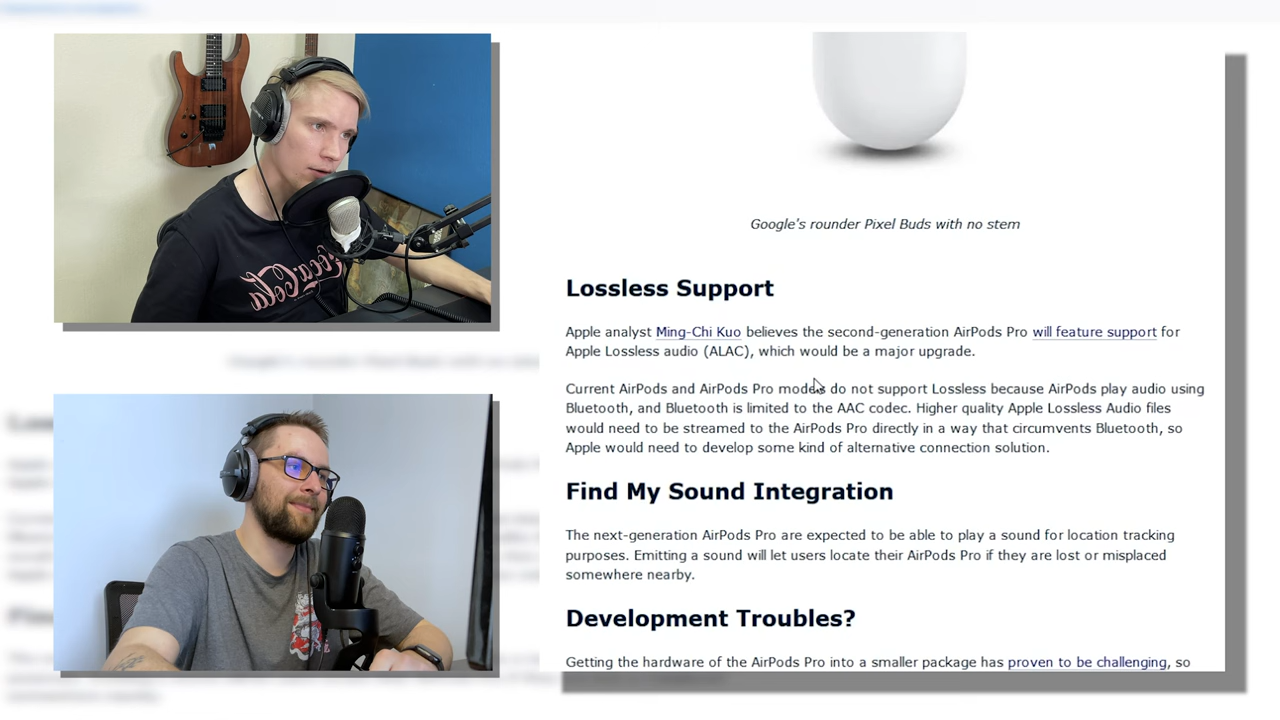 Coca-Cola
Google's rounder Pixel Buds with no stem
Lossless Support
Apple analyst Ming-Chi Kuo believes the second-generation AirPods Pro will feature support for
Apple Lossless audio (ALAC), which would be a major upgrade.
Current AirPods and AirPods Pro models do not support Lossless because AirPods play audio using
Bluetooth, and Bluetooth is limited to the AAC codec. Higher quality Apple Lossless Audio files
would need to be streamed to the AirPods Pro directly in a way that circumvents Bluetooth, so
Apple would need to develop some kind of alternative connection solution.
Find My Sound Integration
The next-generation AirPods Pro are expected to be able to play a sound for location tracking
purposes. Emitting a sound will let users locate their AirPods Pro if they are lost or misplaced
somewhere nearby.
Development Troubles?
Getting the hardware of the AirPods Pro into a smaller package has proven to be challenging, so